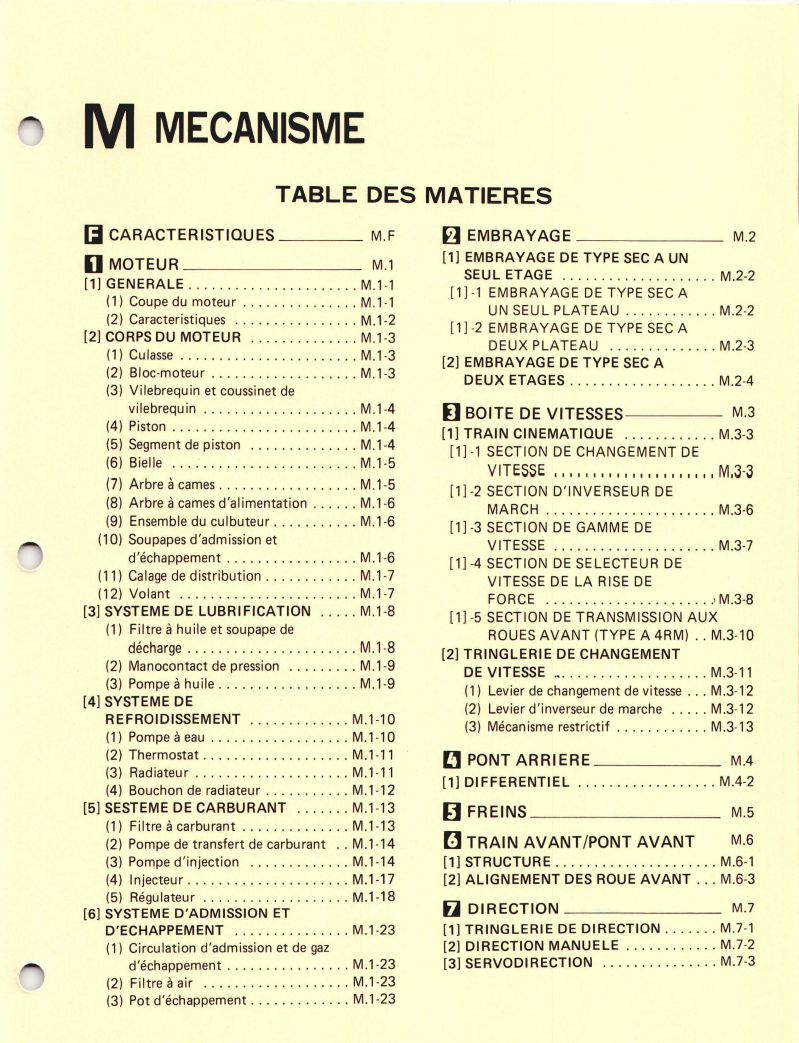 M MECANISME
TABLE DES MATIERES
F CARACTERISTIQUES M.F
1 MOTEUR M.1
[1] GENERALE . . . . . . . . . . . . . . . . . . . . . . M.1-1
(1) Coupe du moteur . . . . . . . . . . . . . . . M.1-1
(2) Caracteristiques . . . . . . . . . . . . . . . . M.1-2
[2] CORPS DU MOTEUR . . . . . . . . . . . . . . M.1-3
(1) Culasse . . . . . . . . . . . . . . . . . . . . . . . M.1-3
(2) Bloc-moteur . . . . . . . . . . . . . . . . . . . M.1-3
(3) Vilebrequin et coussinet de
vilebrequin . . . . . . . . . . . . . . . . . . . . M.1-4
(4) Piston . . . . . . . . . . . . . . . . . . . . . . . . M.1-4
(5) Segment de piston . . . . . . . . . . . . . . M.1-4
(6) Bielle . . . . . . . . . . . . . . . . . . . . . . . . M.1-5
(7) Arbre à cames . . . . . . . . . . . . . . . . . . M.1-5
(8) Arbre à cames d'alimentation . . . . . . M.1-6
(9) Ensemble du culbuteur . . . . . . . . . . . M.1-6
(10) Soupapes d'admission et
d'échappement . . . . . . . . . . . . . . . . . M.1-6
(11) Calage de distribution . . . . . . . . . . . . M.1-7
(12) Volant . . . . . . . . . . . . . . . . . . . . . . . M.1-7
[3] SYSTEME DE LUBRIFICATION . . . . . M.1-8
(1) Filtre à huile et soupape de
décharge . . . . . . . . . . . . . . . . . . . . . . M.1-8
(2) Manocontact de pression . . . . . . . . . M.1-9
(3) Pompe à huile . . . . . . . . . . . . . . . . . . M.1-9
[4] SYSTEME DE
REFROIDISSEMENT . . . . . . . . . . . . . M.1-10
(1) Pompe à eau . . . . . . . . . . . . . . . . . . M.1-10
(2) Thermostat . . . . . . . . . . . . . . . . . . . M.1-11
(3) Radiateur . . . . . . . . . . . . . . . . . . . . M.1-11
(4) Bouchon de radiateur . . . . . . . . . . . M.1-12
[5] SESTEME DE CARBURANT . . . . . . . M.1-13
(1) Filtre à carburant . . . . . . . . . . . . . . M.1-13
(2) Pompe de transfert de carburant . . M.1-14
(3) Pompe d'injection . . . . . . . . . . . . . M.1-14
(4) Injecteur . . . . . . . . . . . . . . . . . . . . . M.1-17
(5) Régulateur . . . . . . . . . . . . . . . . . . . M.1-18
[6] SYSTEME D'ADMISSION ET
D'ECHAPPEMENT . . . . . . . . . . . . . . . M.1-23
(1) Circulation d'admission et de gaz
d'échappement . . . . . . . . . . . . . . . . M.1-23
(2) Filtre à air . . . . . . . . . . . . . . . . . . . M.1-23
(3) Pot d'échappement . . . . . . . . . . . . . M.1-23
2 EMBRAYAGE M.2
[1] EMBRAYAGE DE TYPE SEC A UN
SEUL ETAGE . . . . . . . . . . . . . . . . . . . . M.2-2
[1]-1 EMBRAYAGE DE TYPE SEC A
UN SEUL PLATEAU . . . . . . . . . . . . M.2-2
[1]-2 EMBRAYAGE DE TYPE SEC A
DEUX PLATEAU . . . . . . . . . . . . . . M.2-3
[2] EMBRAYAGE DE TYPE SEC A
DEUX ETAGES . . . . . . . . . . . . . . . . . . . M.2-4
3 BOITE DE VITESSES M.3
[1] TRAIN CINEMATIQUE . . . . . . . . . . . . M.3-3
[1]-1 SECTION DE CHANGEMENT DE
VITESSE . . . . . . . . . . . . . . . . . . . . . M.3-3
[1]-2 SECTION D'INVERSEUR DE
MARCH . . . . . . . . . . . . . . . . . . . . . . M.3-6
[1]-3 SECTION DE GAMME DE
VITESSE . . . . . . . . . . . . . . . . . . . . . M.3-7
[1]-4 SECTION DE SELECTEUR DE
VITESSE DE LA RISE DE
FORCE . . . . . . . . . . . . . . . . . . . . . . M.3-8
[1]-5 SECTION DE TRANSMISSION AUX
ROUES AVANT (TYPE A 4RM) . . M.3-10
[2] TRINGLERIE DE CHANGEMENT
DE VITESSE . . . . . . . . . . . . . . . . . . . . M.3-11
(1) Levier de changement de vitesse . . . M.3-12
(2) Levier d'inverseur de marche . . . . . M.3-12
(3) Mécanisme restrictif . . . . . . . . . . . . M.3-13
4 PONT ARRIERE M.4
[1] DIFFERENTIEL . . . . . . . . . . . . . . . . . . M.4-2
5 FREINS M.5
6 TRAIN AVANT/PONT AVANT M.6
[1] STRUCTURE . . . . . . . . . . . . . . . . . . . . . M.6-1
[2] ALIGNEMENT DES ROUE AVANT . . . M.6-3
7 DIRECTION M.7
[1] TRINGLERIE DE DIRECTION . . . . . . . M.7-1
[2] DIRECTION MANUELE . . . . . . . . . . . . M.7-2
[3] SERVODIRECTION . . . . . . . . . . . . . . . M.7-3